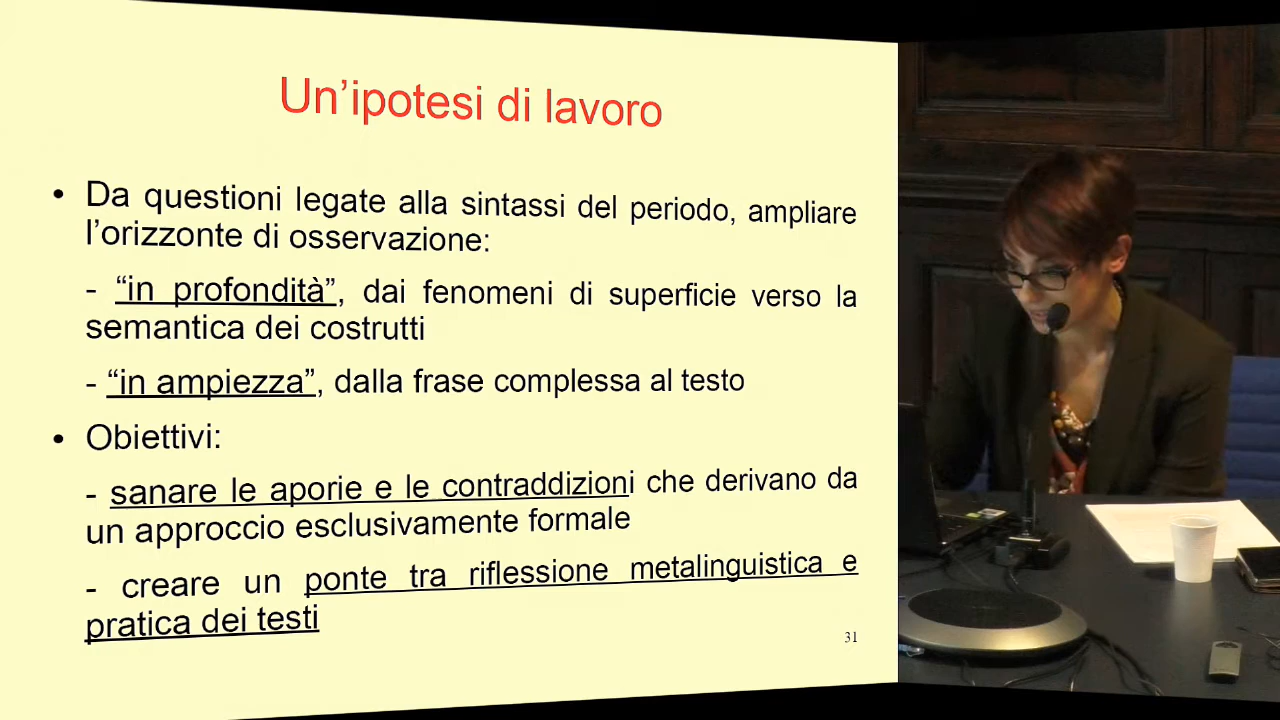 Un’ipotesi di lavoro
• Da questioni legate alla sintassi del periodo, ampliare
l’orizzonte di osservazione:
- “in profondità”, dai fenomeni di superficie verso la
semantica dei costrutti
- “in ampiezza”, dalla frase complessa al testo
• Obiettivi:
- sanare le aporie e le contraddizioni che derivano da
un approccio esclusivamente formale
- creare un ponte tra riflessione metalinguistica e
pratica dei testi
31